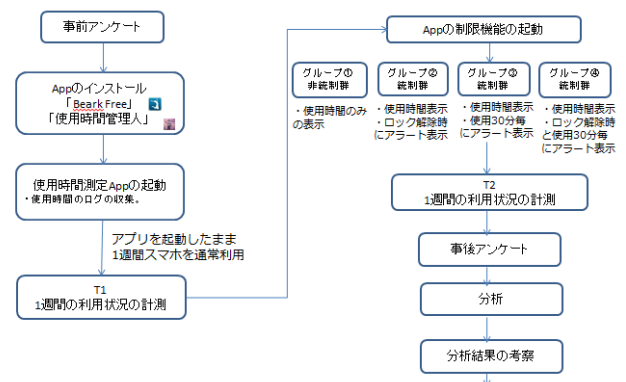 事前アンケート
Appのインストール
「Beark Free」
「使用時間管理人」
使用時間測定Appの起動
・使用時間のログの収集。
アプリを起動したまま
1週間スマホを通常利用
T1
1週間の利用状況の計測
Appの制限機能の起動
グループ①
非統制群
・使用時間のみ
の表示
グループ②
統制群
・使用時間表示
・ロック解除時
にアラート表示
グループ③
統制群
・使用時間表示
・使用30分毎
にアラート表示
グループ④
統制群
・使用時間表示
・ロック解除時
と使用30分毎
にアラート表示
T2
1週間の利用状況の計測
事後アンケート
分析
分析結果の考察